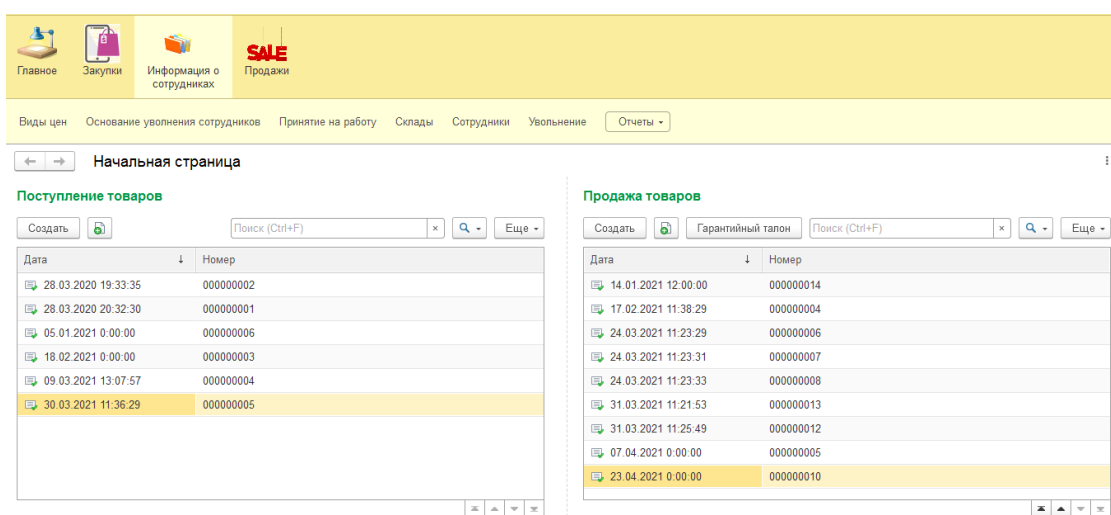 Главное Закупки Информация о сотрудниках SALE Продажи
Виды цен Основание уволнения сотрудников Принятие на работу Склады Сотрудники Увольнение Отчеты
Начальная страница
Поступление товаров
Создать Поиск (Ctrl+F) × Еще
Дата ↓ Номер
28.03.2020 19:33:35 000000002
28.03.2020 20:32:30 000000001
05.01.2021 0:00:00 000000006
18.02.2021 0:00:00 000000003
09.03.2021 13:07:57 000000004
30.03.2021 11:36:29 000000005
Продажа товаров
Создать Гарантийный талон Поиск (Ctrl+F) × Еще
Дата ↓ Номер
14.01.2021 12:00:00 000000014
17.02.2021 11:38:29 000000004
24.03.2021 11:23:29 000000006
24.03.2021 11:23:31 000000007
24.03.2021 11:23:33 000000008
31.03.2021 11:21:53 000000013
31.03.2021 11:25:49 000000012
07.04.2021 0:00:00 000000005
23.04.2021 0:00:00 000000010